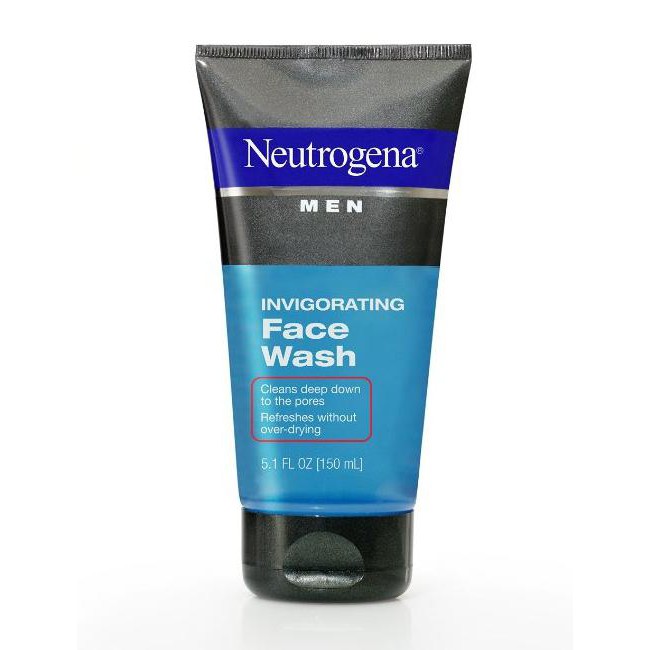 Neutrogena®
MEN
INVIGORATING
Face
Wash
Cleans deep down
to the pores
Refreshes without
over-drying
5.1 FL OZ [150 mL]